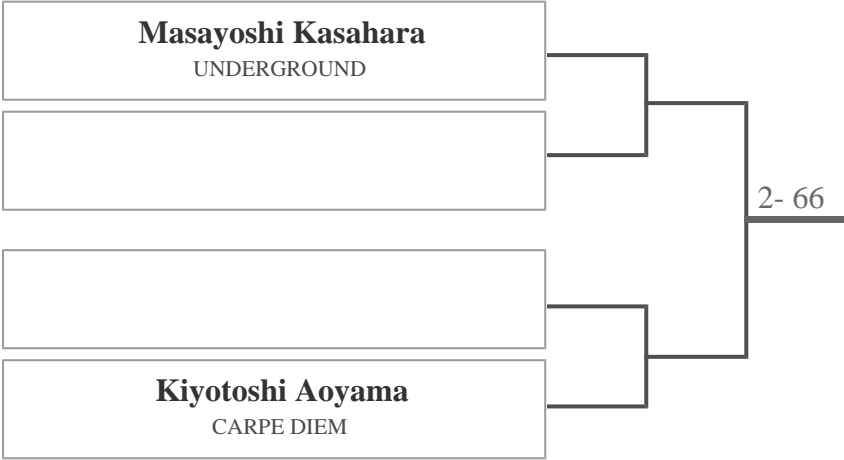 Masayoshi Kasahara
UNDERGROUND
2- 66
Kiyotoshi Aoyama
CARPE DIEM